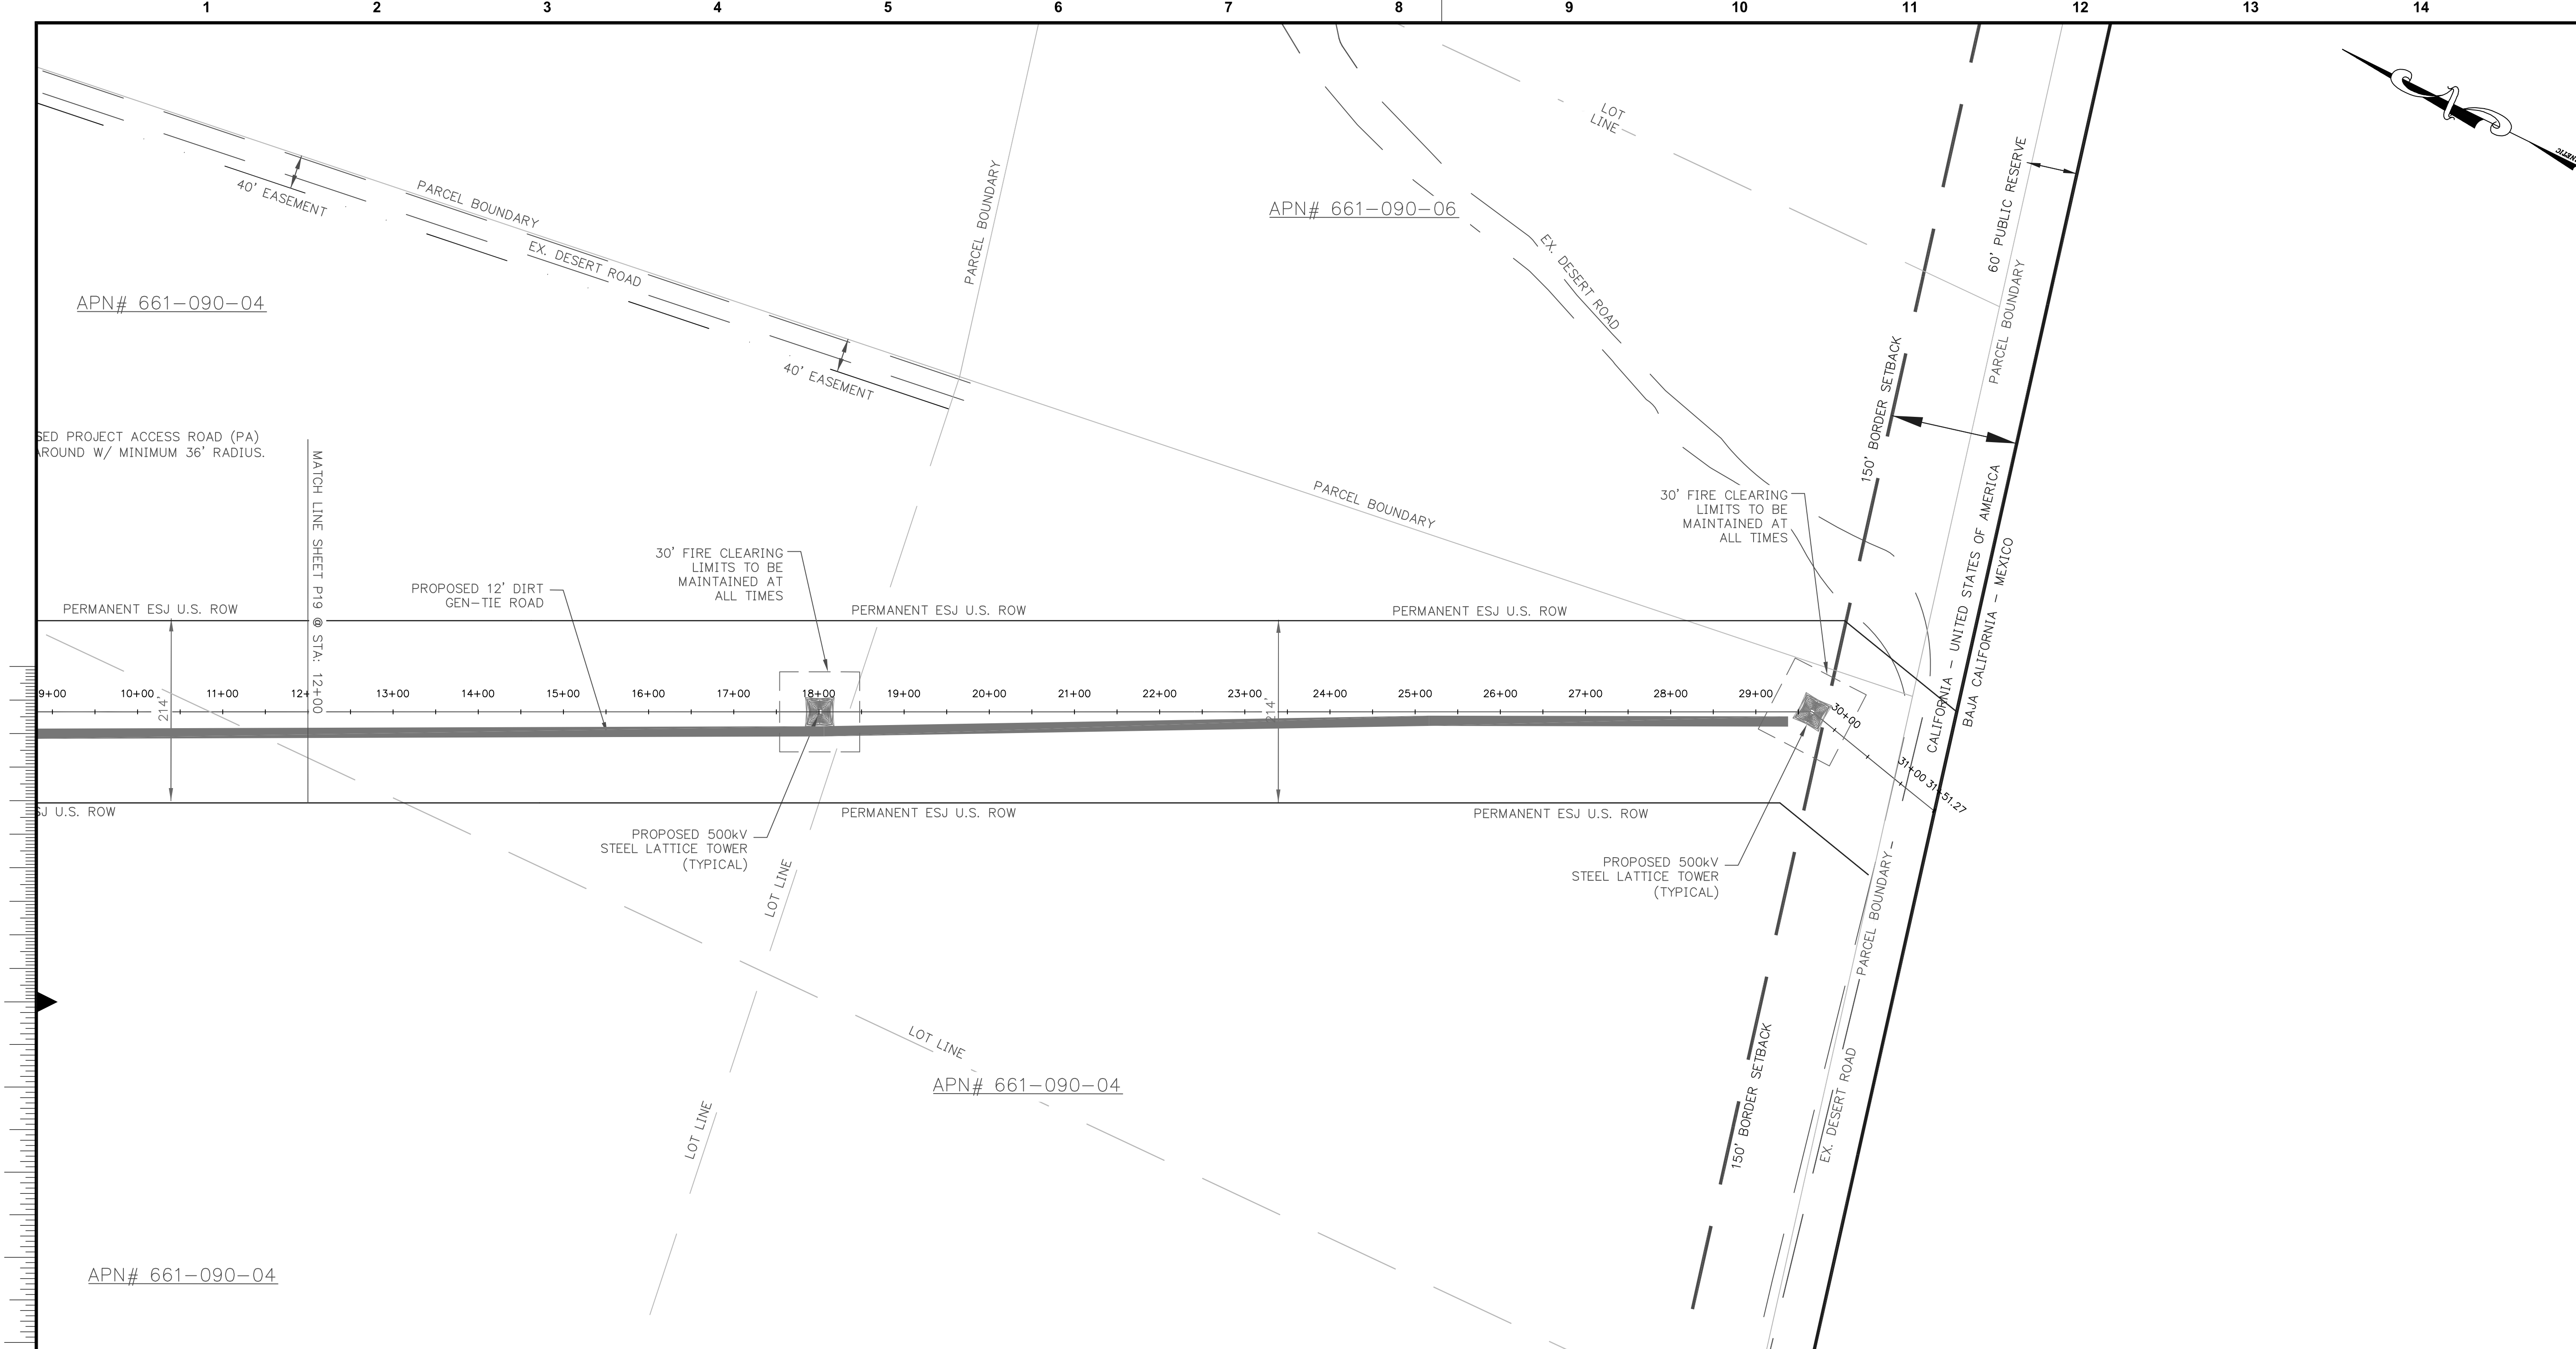 1 2 3 4 5 6 7 8 9 10 11 12 13 14
LOT
LINE
60' PUBLIC RESERVE
PARCEL BOUNDARY
PARCEL BOUNDARY
40' EASEMENT
PARCEL BOUNDARY
APN# 661-090-06
EX. DESERT ROAD
EX. DESERT ROAD
APN# 661-090-04
40' EASEMENT
150' BORDER SETBACK
SED PROJECT ACCESS ROAD (PA)
AROUND W/ MINIMUM 36' RADIUS.
MATCH LINE SHEET P19 @ STA: 12+00
PARCEL BOUNDARY
30' FIRE CLEARING
LIMITS TO BE
MAINTAINED AT
ALL TIMES
CALIFORNIA - UNITED STATES OF AMERICA
BAJA CALIFORNIA - MEXICO
30' FIRE CLEARING
LIMITS TO BE
MAINTAINED AT
ALL TIMES
PROPOSED 12' DIRT
GEN-TIE ROAD
PERMANENT ESJ U.S. ROW
PERMANENT ESJ U.S. ROW
PERMANENT ESJ U.S. ROW
9+00 10+00 11+00 12+ 13+00 14+00 15+00 16+00 17+00 18+00 19+00 20+00 21+00 22+00 23+00 24+00 25+00 26+00 27+00 28+00 29+00
30+00
31+00 31+51.27
214'
214'
SJ U.S. ROW
PERMANENT ESJ U.S. ROW
PERMANENT ESJ U.S. ROW
PROPOSED 500kV
STEEL LATTICE TOWER
(TYPICAL)
PROPOSED 500kV
STEEL LATTICE TOWER
(TYPICAL)
LOT LINE
PARCEL BOUNDARY
LOT LINE
APN# 661-090-04
150' BORDER SETBACK
EX. DESERT ROAD
LOT LINE
APN# 661-090-04